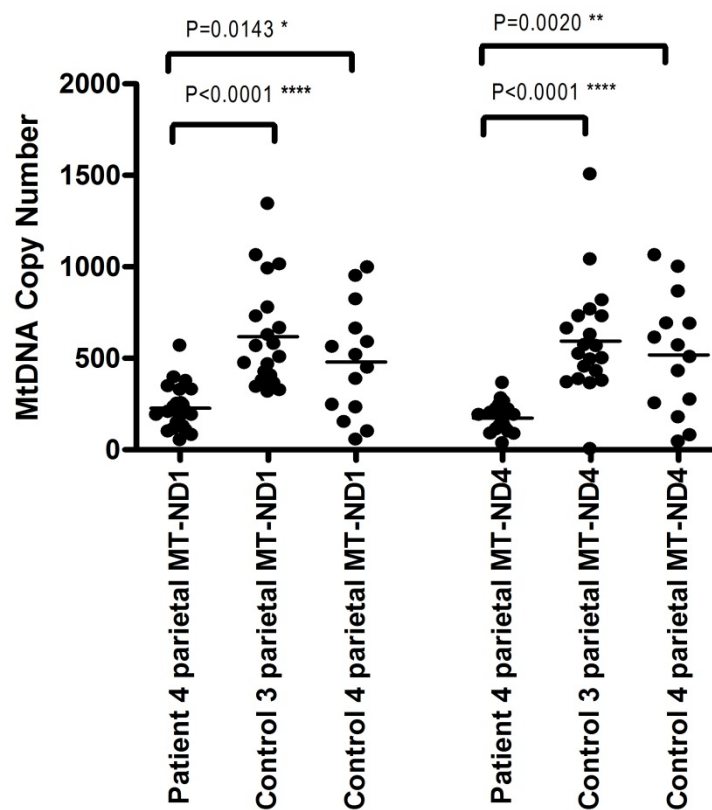 P=0.0143 *
P<0.0001 ****
P=0.0020 **
P<0.0001 ****
MtDNA Copy Number
2000
1500
1000
500
0
Patient 4 parietal MT-ND1
Control 3 parietal MT-ND1
Control 4 parietal MT-ND1
Patient 4 parietal MT-ND4
Control 3 parietal MT-ND4
Control 4 parietal MT-ND4